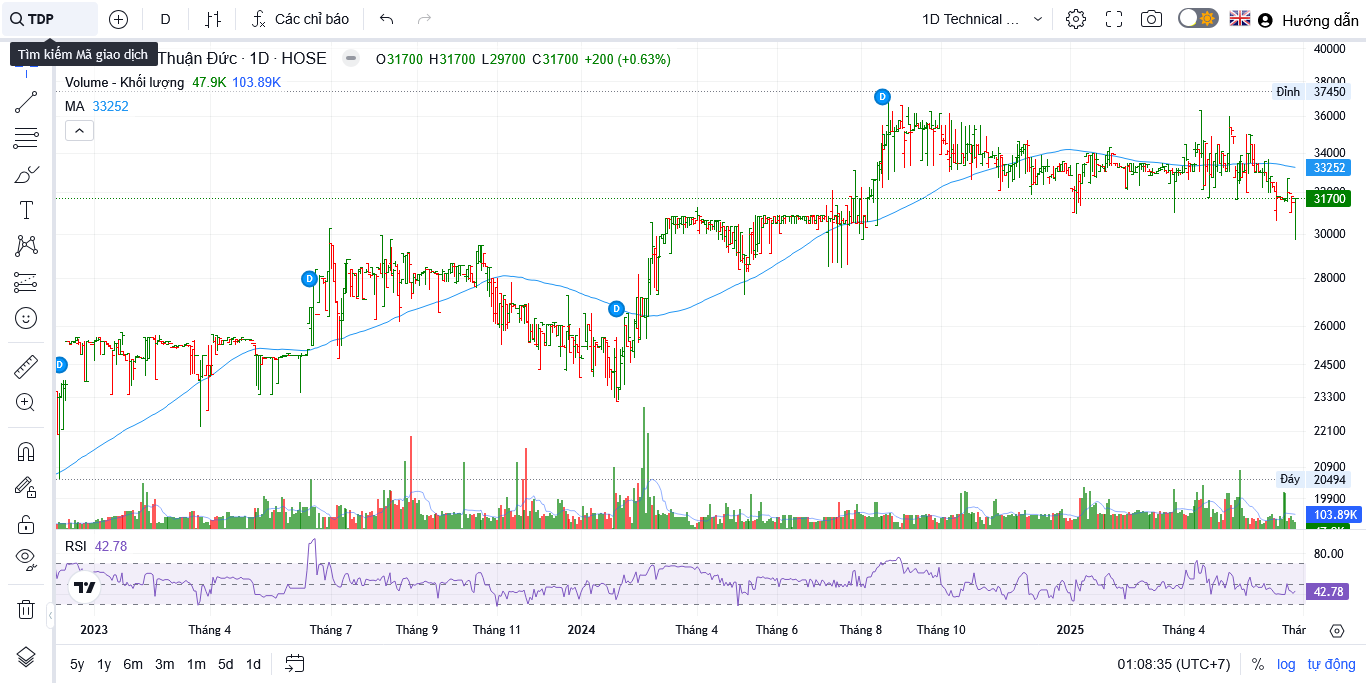 TDP
D
Các chỉ báo
1D Technical ...
Hướng dẫn
Tìm kiếm Mã giao dịch
Thuận Đức · 1D · HOSE
O31700 H31700 L29700 C31700 +200 (+0.63%)
Volume - Khối lượng 47.9K 103.89K
MA 33252
D
D
D
D
40000
38000
Đỉnh 37450
36000
34000
33252
31700
30000
28000
26000
24500
23300
22100
20900
Đáy 20494
19900
103.89K
RSI 42.78
80.00
42.78
2023 Tháng 4 Tháng 7 Tháng 9 Tháng 11 2024 Tháng 4 Tháng 6 Tháng 8 Tháng 10 2025 Tháng 4 Thár
5y 1y 6m 3m 1m 5d 1d
01:08:35 (UTC+7) % log tự động